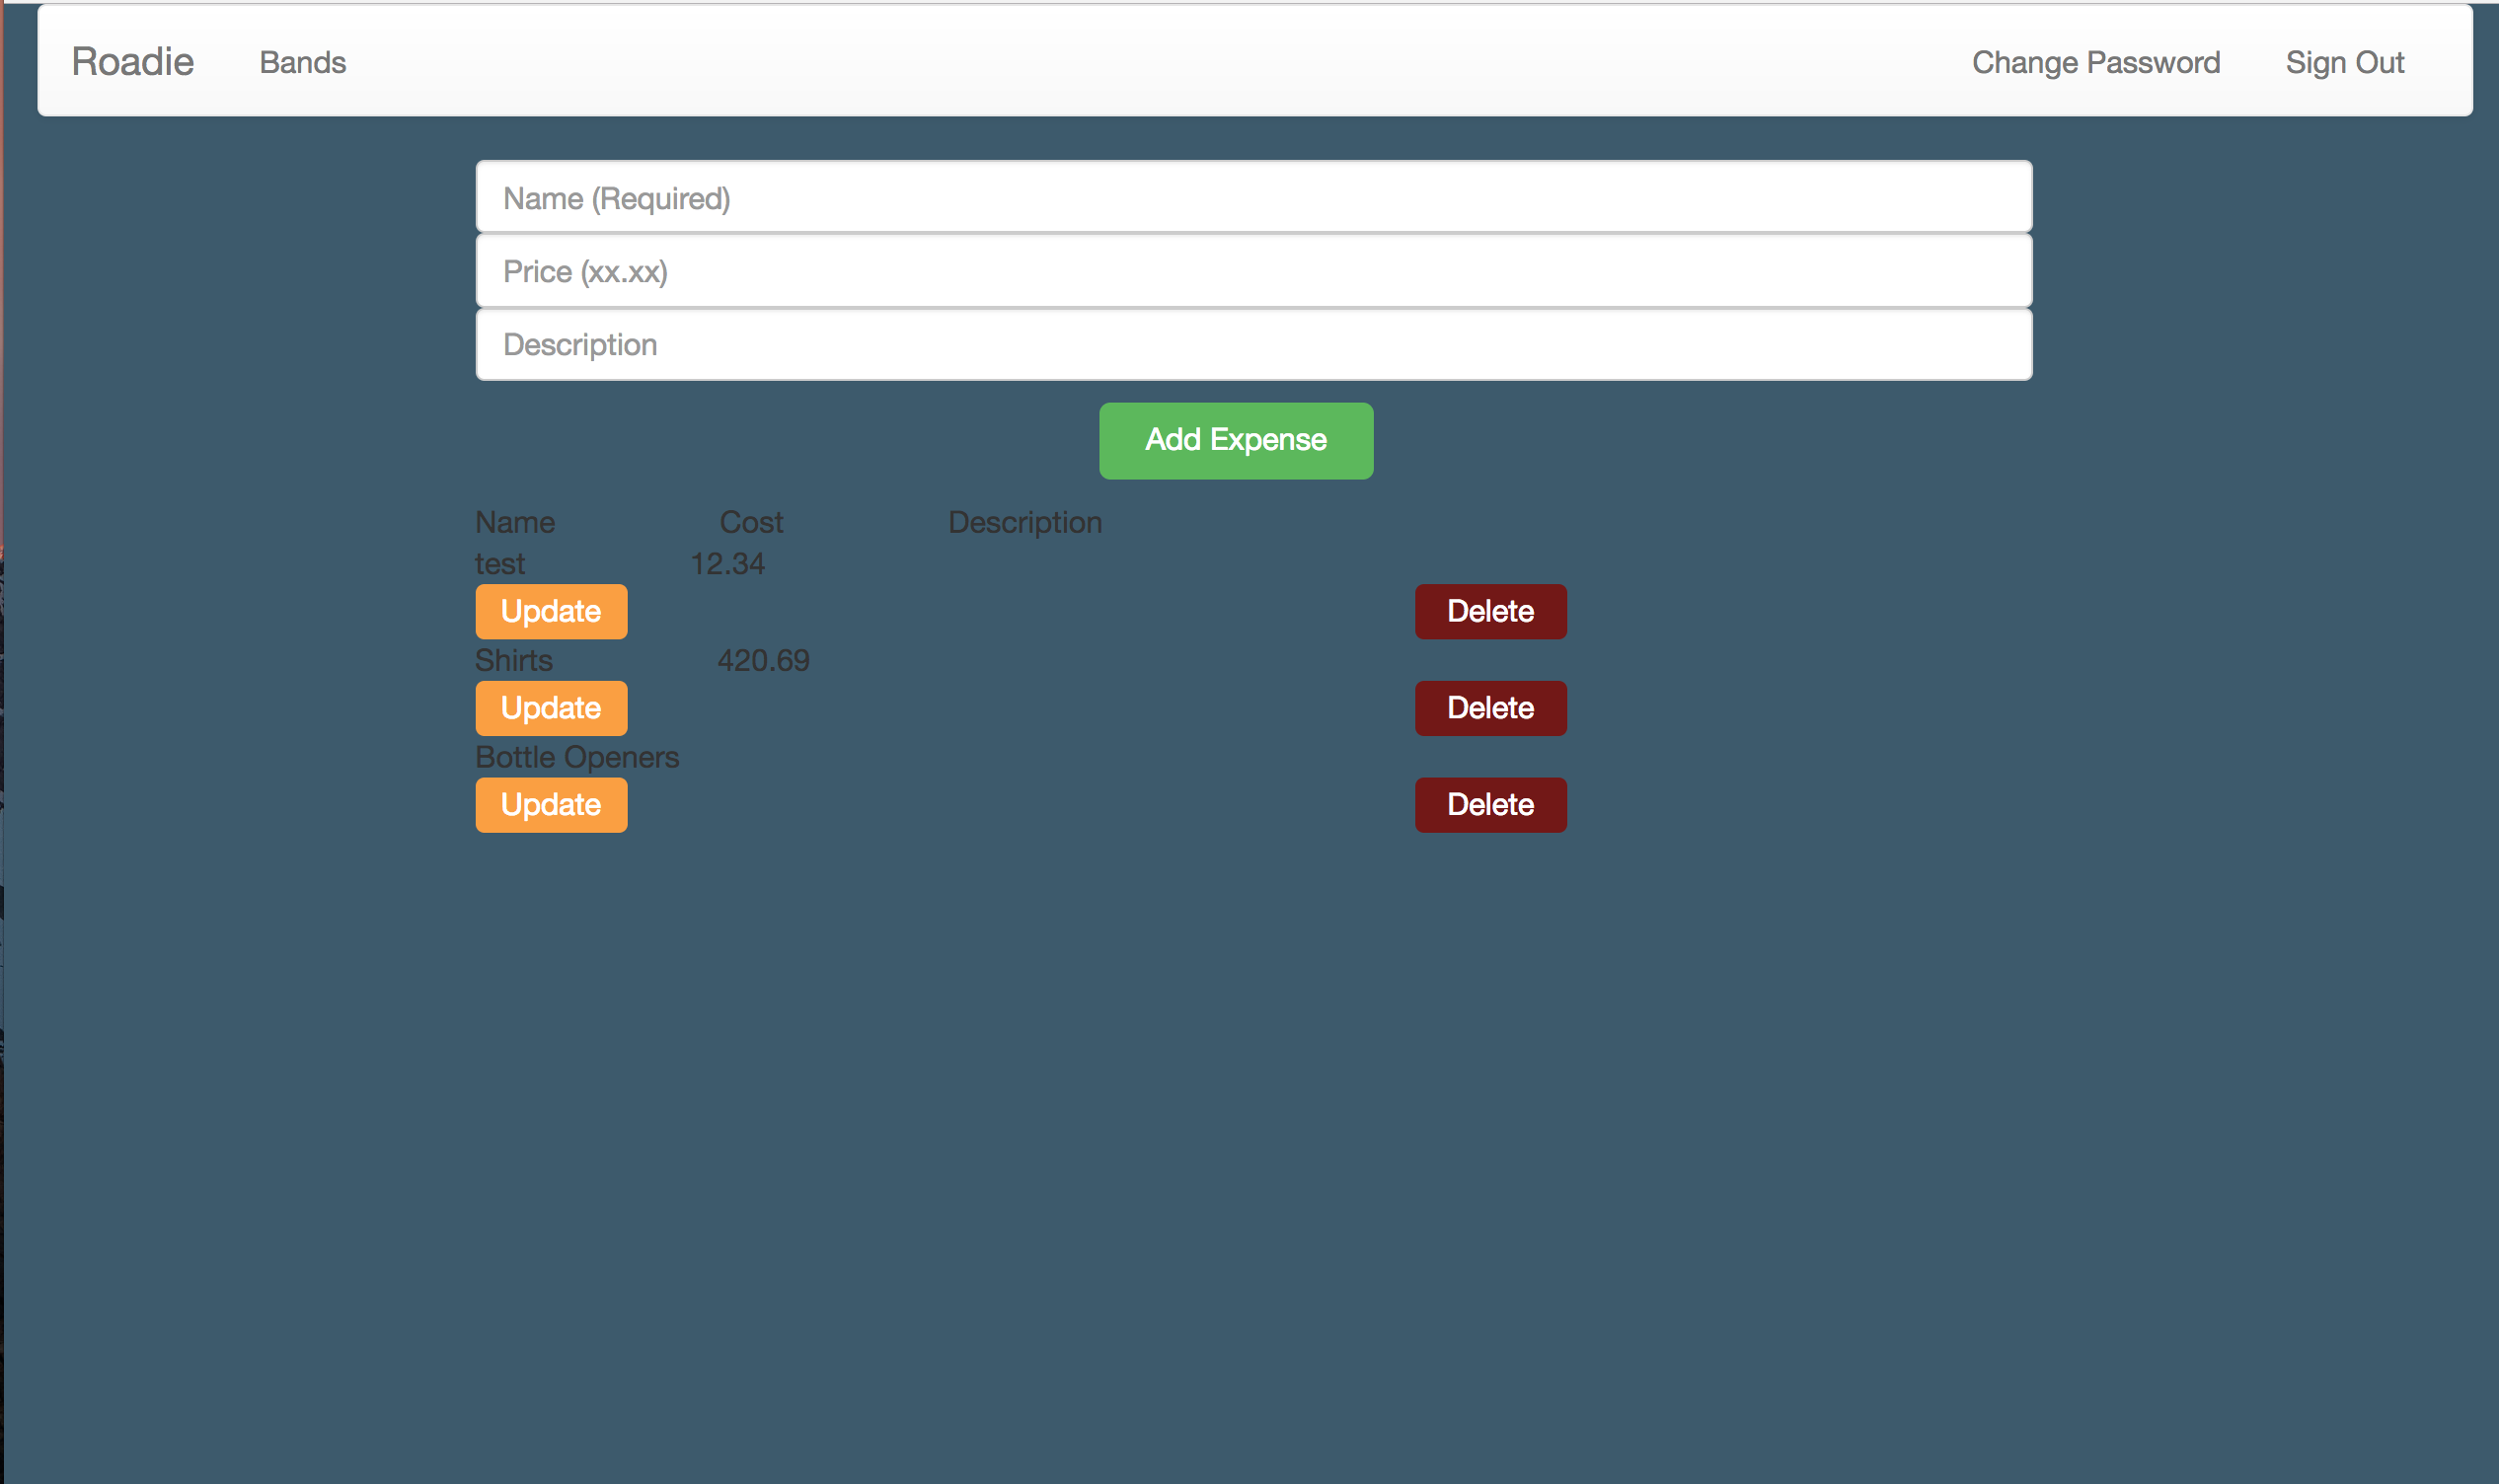 Roadie Bands Change Password Sign Out
Name (Required)
Price (xx.xx)
Description
Add Expense
Name Cost Description
test 12.34
Update Delete
Shirts 420.69
Update Delete
Bottle Openers
Update Delete